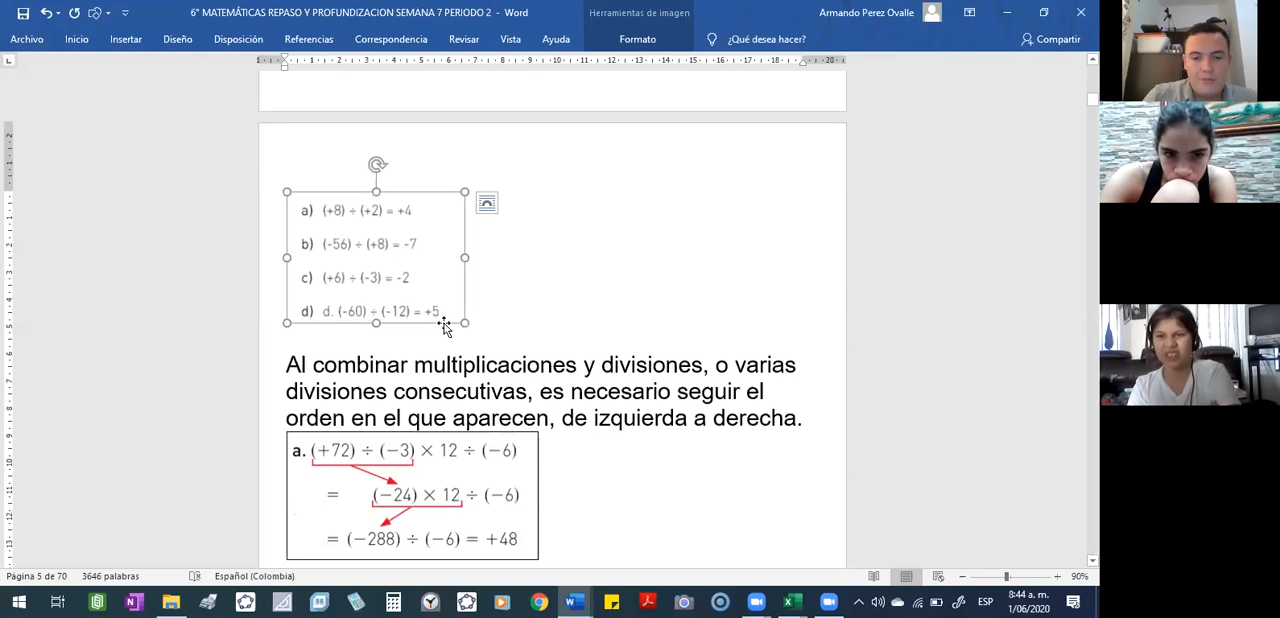 6° MATEMÁTICAS REPASO Y PROFUNDIZACION SEMANA 7 PERIODO 2 - Word
Herramientas de imagen
Armando Perez Ovalle
Archivo Inicio Insertar Diseño Disposición Referencias Correspondencia Revisar Vista Ayuda Formato ¿Qué desea hacer? Compartir
a) (+8) ÷ (+2) = +4
b) (-56) ÷ (+8) = -7
c) (+6) ÷ (-3) = -2
d) d. (-60) ÷ (-12) = +5
Al combinar multiplicaciones y divisiones, o varias
divisiones consecutivas, es necesario seguir el
orden en el que aparecen, de izquierda a derecha.
a. (+72) ÷ (−3) × 12 ÷ (−6)
= (−24) × 12 ÷ (−6)
= (−288) ÷ (−6) = +48
Página 5 de 70 3646 palabras Español (Colombia) 90%
ESP
8:44 a. m.
1/06/2020